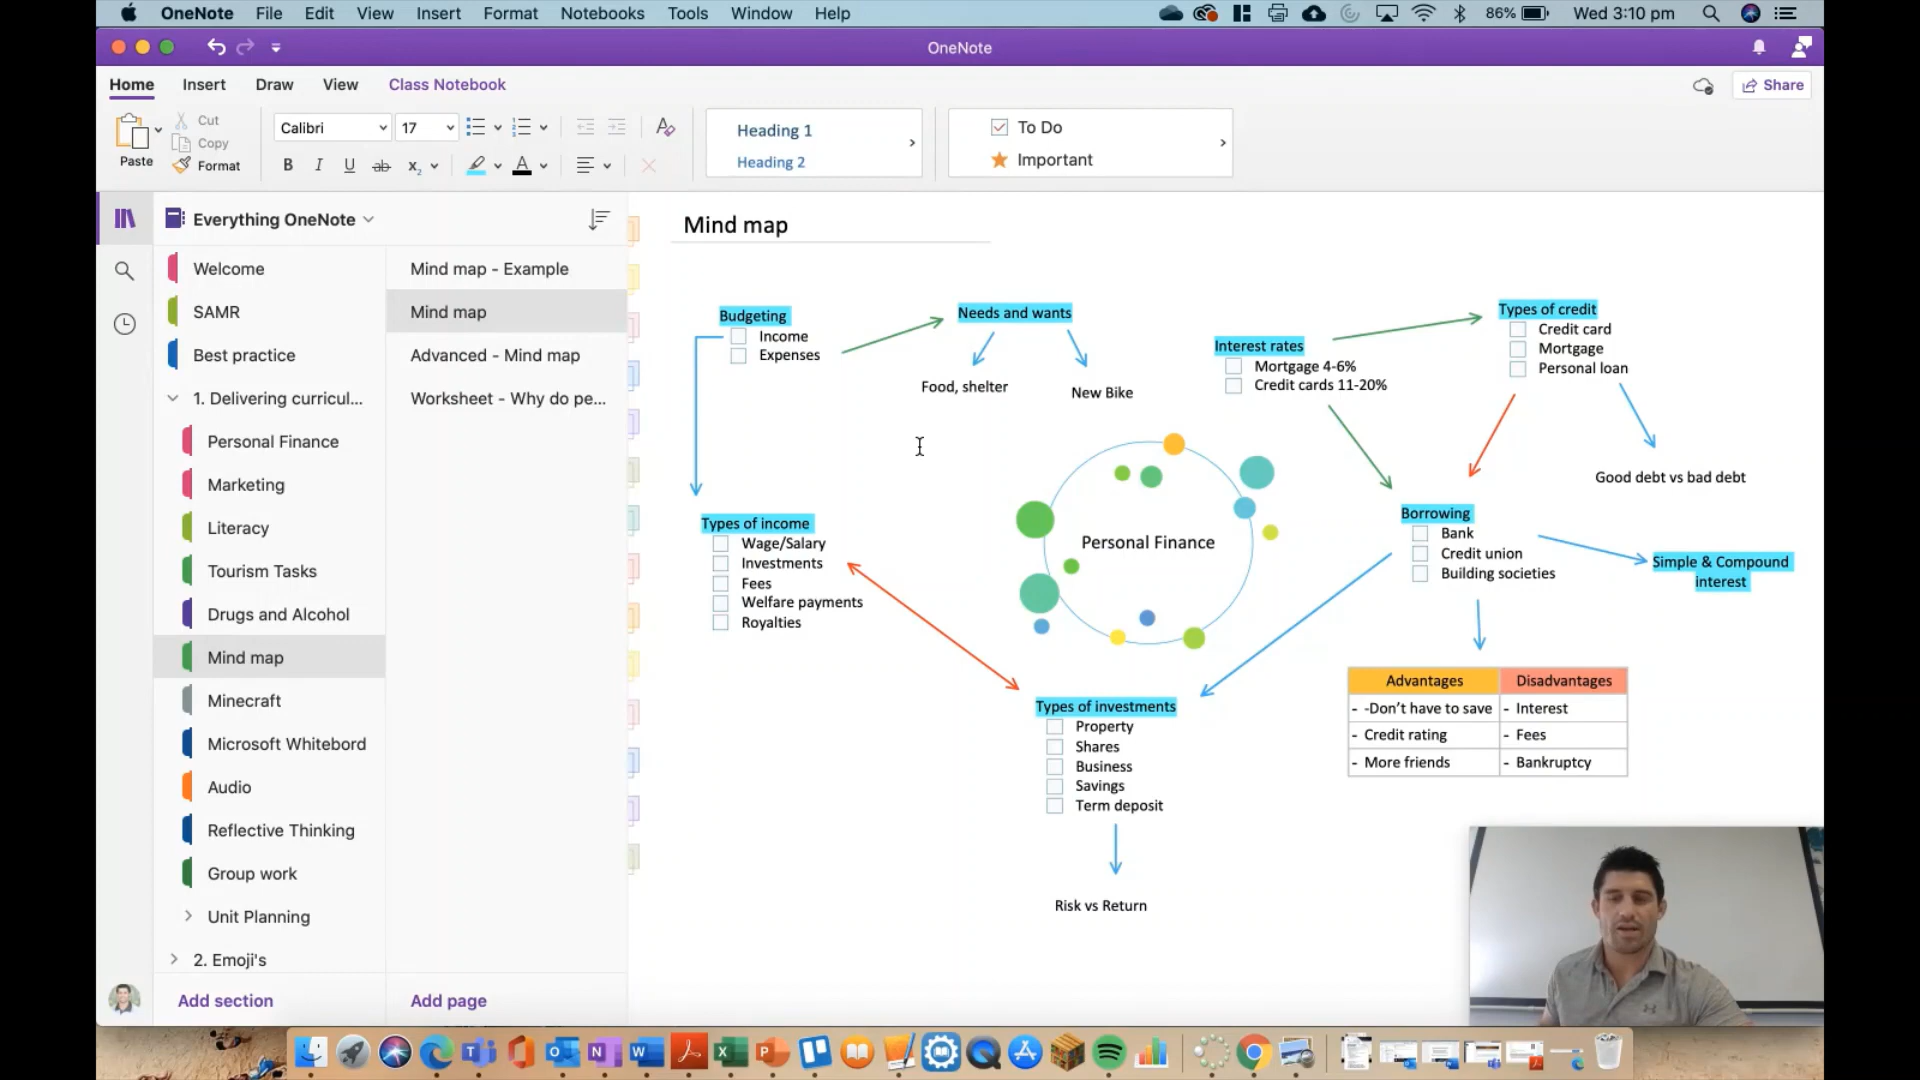 OneNote File Edit View Insert Format Notebooks Tools Window Help 86% Wed 3:10 pm
OneNote
Home Insert Draw View Class Notebook Share
Paste Cut Copy Format
Calibri 17
B I U ab x₂ A
Heading 1
Heading 2
To Do
Important
Everything OneNote
Welcome
SAMR
Best practice
1. Delivering curricul...
Personal Finance
Marketing
Literacy
Tourism Tasks
Drugs and Alcohol
Mind map
Minecraft
Microsoft Whitebord
Audio
Reflective Thinking
Group work
Unit Planning
2. Emoji's
Add section
Mind map - Example
Mind map
Advanced - Mind map
Worksheet - Why do pe...
Add page
Mind map
Budgeting
Income
Expenses
Needs and wants
Food, shelter
New Bike
Interest rates
Mortgage 4-6%
Credit cards 11-20%
Types of credit
Credit card
Mortgage
Personal loan
Good debt vs bad debt
Types of income
Wage/Salary
Investments
Fees
Welfare payments
Royalties
Personal Finance
Borrowing
Bank
Credit union
Building societies
Simple & Compound
interest
Types of investments
Property
Shares
Business
Savings
Term deposit
Risk vs Return
Advantages Disadvantages
- -Don't have to save - Interest
- Credit rating - Fees
- More friends - Bankruptcy